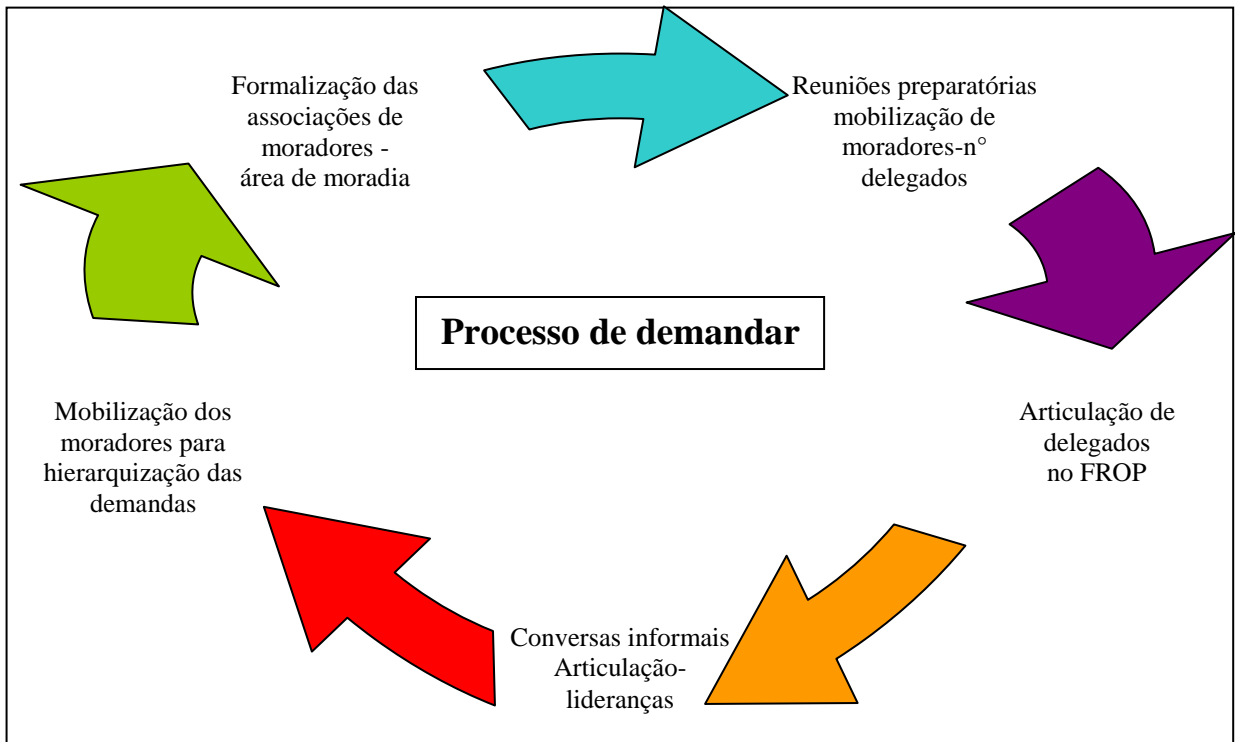 Formalização das
associações de
moradores -
área de moradia
Reuniões preparatórias
mobilização de
moradores-n°
delegados
Processo de demandar
Articulação de
delegados
no FROP
Conversas informais
Articulação-
lideranças
Mobilização dos
moradores para
hierarquização das
demandas